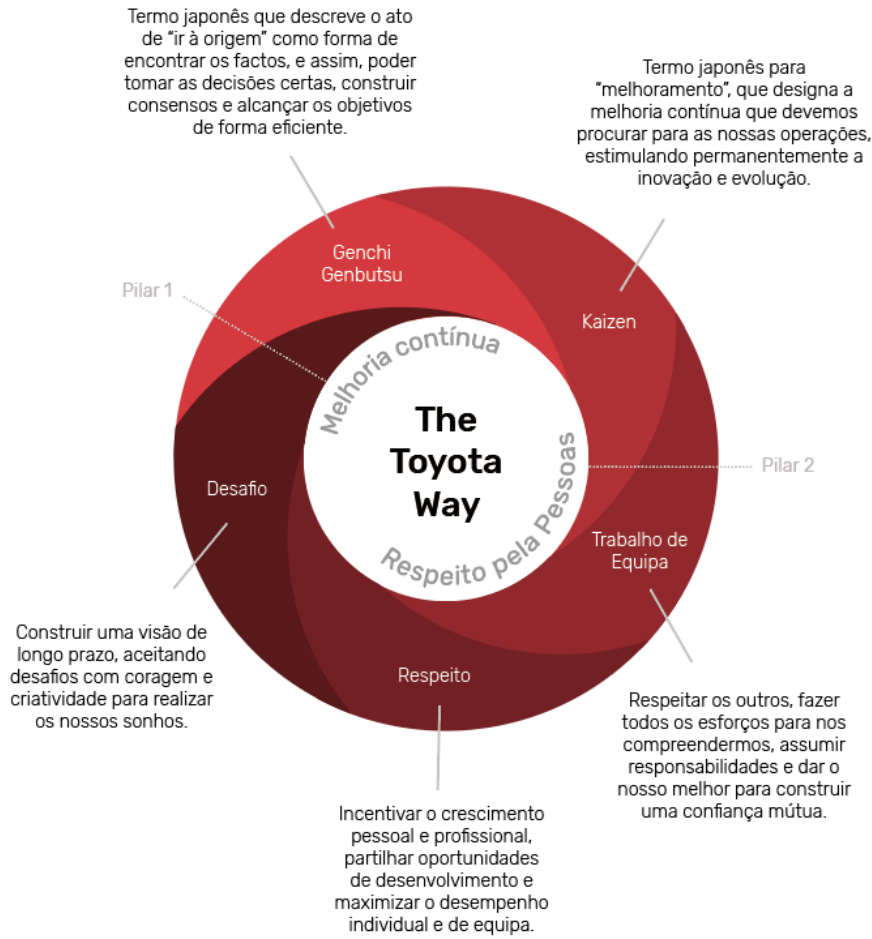 Termo japonês que descreve o ato
de “ir à origem” como forma de
encontrar os factos, e assim, poder
tomar as decisões certas, construir
consensos e alcançar os objetivos
de forma eficiente.
Termo japonês para
“melhoramento”, que designa a
melhoria contínua que devemos
procurar para as nossas operações,
estimulando permanentemente a
inovação e evolução.
Genchi
Genbutsu
Pilar 1
Kaizen
Melhoria contínua
The
Toyota
Way
Respeito pela Pessoas
Pilar 2
Desafio
Trabalho de
Equipa
Construir uma visão de
longo prazo, aceitando
desafios com coragem e
criatividade para realizar
os nossos sonhos.
Respeito
Respeitar os outros, fazer
todos os esforços para nos
compreendermos, assumir
responsabilidades e dar o
nosso melhor para construir
uma confiança mútua.
Incentivar o crescimento
pessoal e profissional,
partilhar oportunidades
de desenvolvimento e
maximizar o desempenho
individual e de equipa.